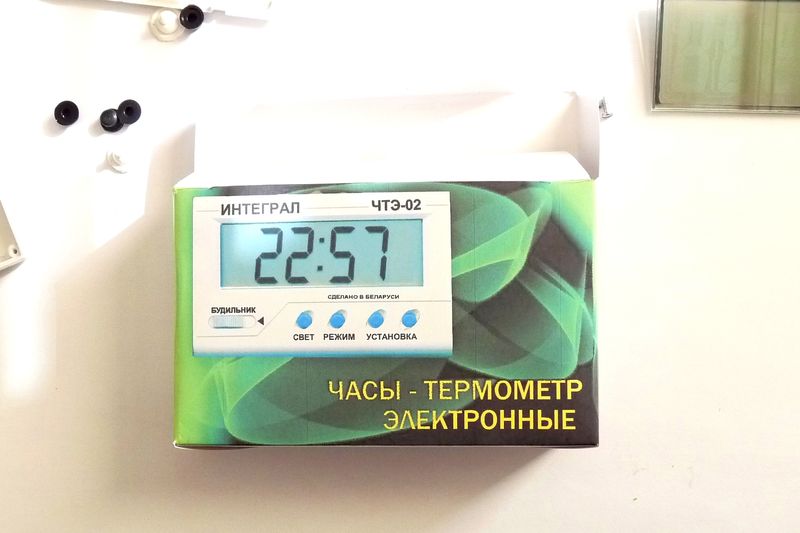 ИНТЕГРАЛ ЧТЭ-02
22:57
СДЕЛАНО В БЕЛАРУСИ
БУДИЛЬНИК
СВЕТ РЕЖИМ УСТАНОВКА
ЧАСЫ - ТЕРМОМЕТР
ЭЛЕКТРОННЫЕ